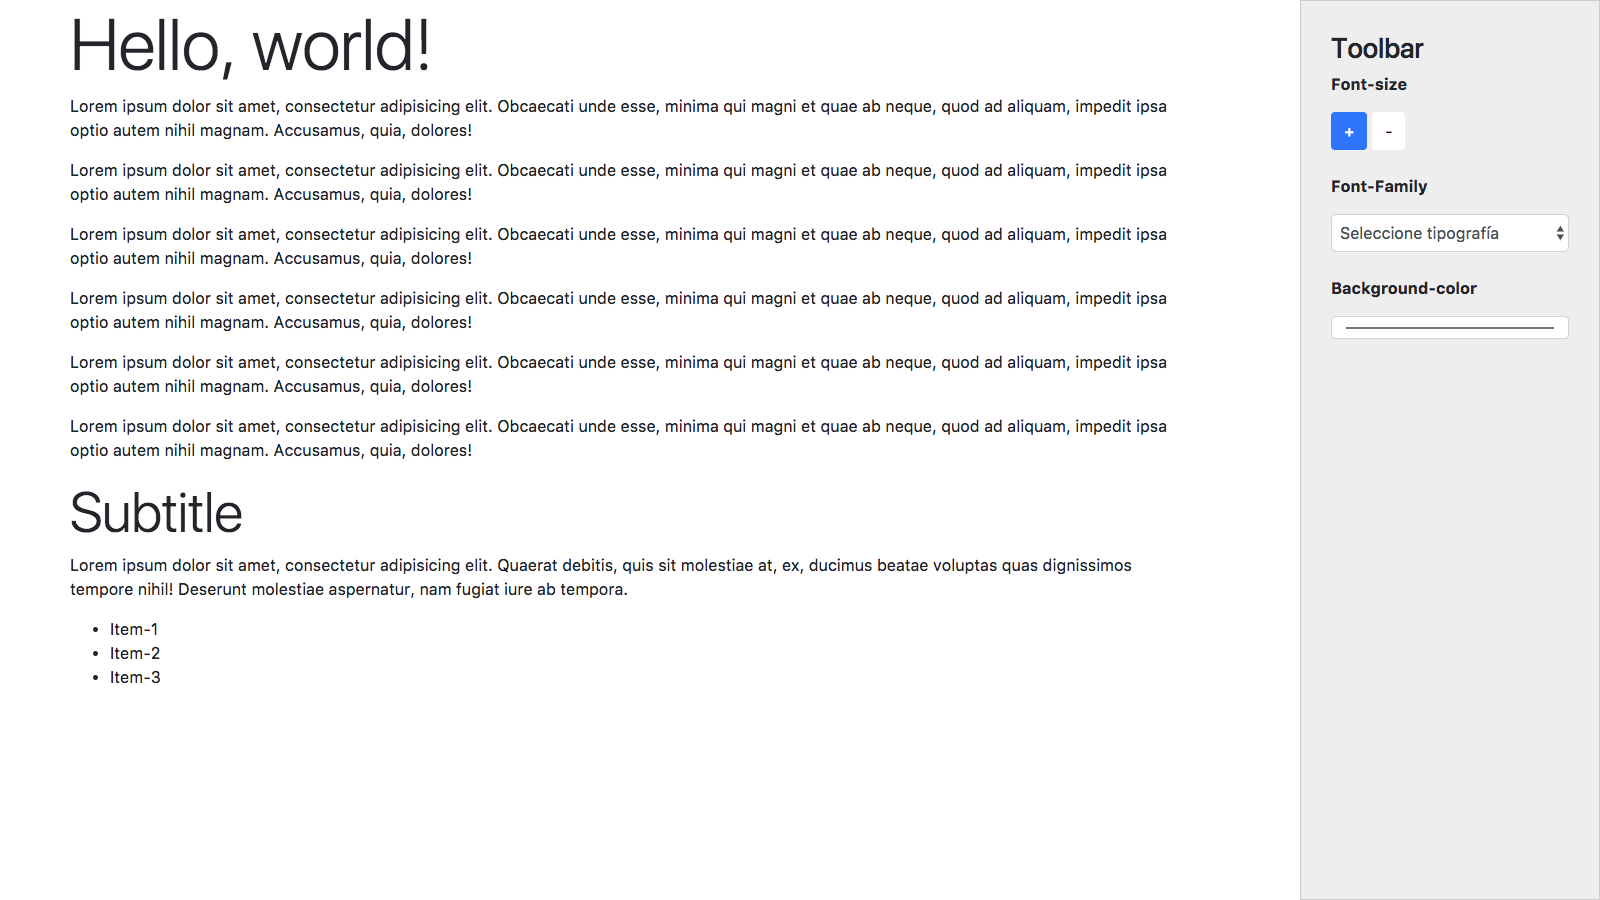 Hello, world!
Lorem ipsum dolor sit amet, consectetur adipisicing elit. Obcaecati unde esse, minima qui magni et quae ab neque, quod ad aliquam, impedit ipsa
optio autem nihil magnam. Accusamus, quia, dolores!
Lorem ipsum dolor sit amet, consectetur adipisicing elit. Obcaecati unde esse, minima qui magni et quae ab neque, quod ad aliquam, impedit ipsa
optio autem nihil magnam. Accusamus, quia, dolores!
Lorem ipsum dolor sit amet, consectetur adipisicing elit. Obcaecati unde esse, minima qui magni et quae ab neque, quod ad aliquam, impedit ipsa
optio autem nihil magnam. Accusamus, quia, dolores!
Lorem ipsum dolor sit amet, consectetur adipisicing elit. Obcaecati unde esse, minima qui magni et quae ab neque, quod ad aliquam, impedit ipsa
optio autem nihil magnam. Accusamus, quia, dolores!
Lorem ipsum dolor sit amet, consectetur adipisicing elit. Obcaecati unde esse, minima qui magni et quae ab neque, quod ad aliquam, impedit ipsa
optio autem nihil magnam. Accusamus, quia, dolores!
Lorem ipsum dolor sit amet, consectetur adipisicing elit. Obcaecati unde esse, minima qui magni et quae ab neque, quod ad aliquam, impedit ipsa
optio autem nihil magnam. Accusamus, quia, dolores!
Subtitle
Lorem ipsum dolor sit amet, consectetur adipisicing elit. Quaerat debitis, quis sit molestiae at, ex, ducimus beatae voluptas quas dignissimos
tempore nihil! Deserunt molestiae aspernatur, nam fugiat iure ab tempora.
• Item-1
• Item-2
• Item-3
Toolbar
Font-size
+ -
Font-Family
Seleccione tipografía
Background-color